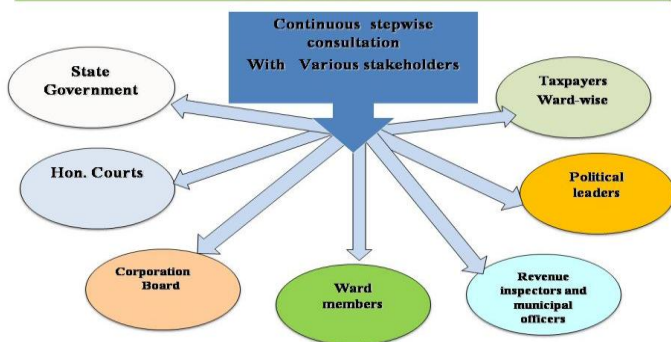 Continuous stepwise
consultation
With Various stakeholders
State
Government
Taxpayers
Ward-wise
Hon. Courts
Political
leaders
Corporation
Board
Ward
members
Revenue
inspectors and
municipal
officers